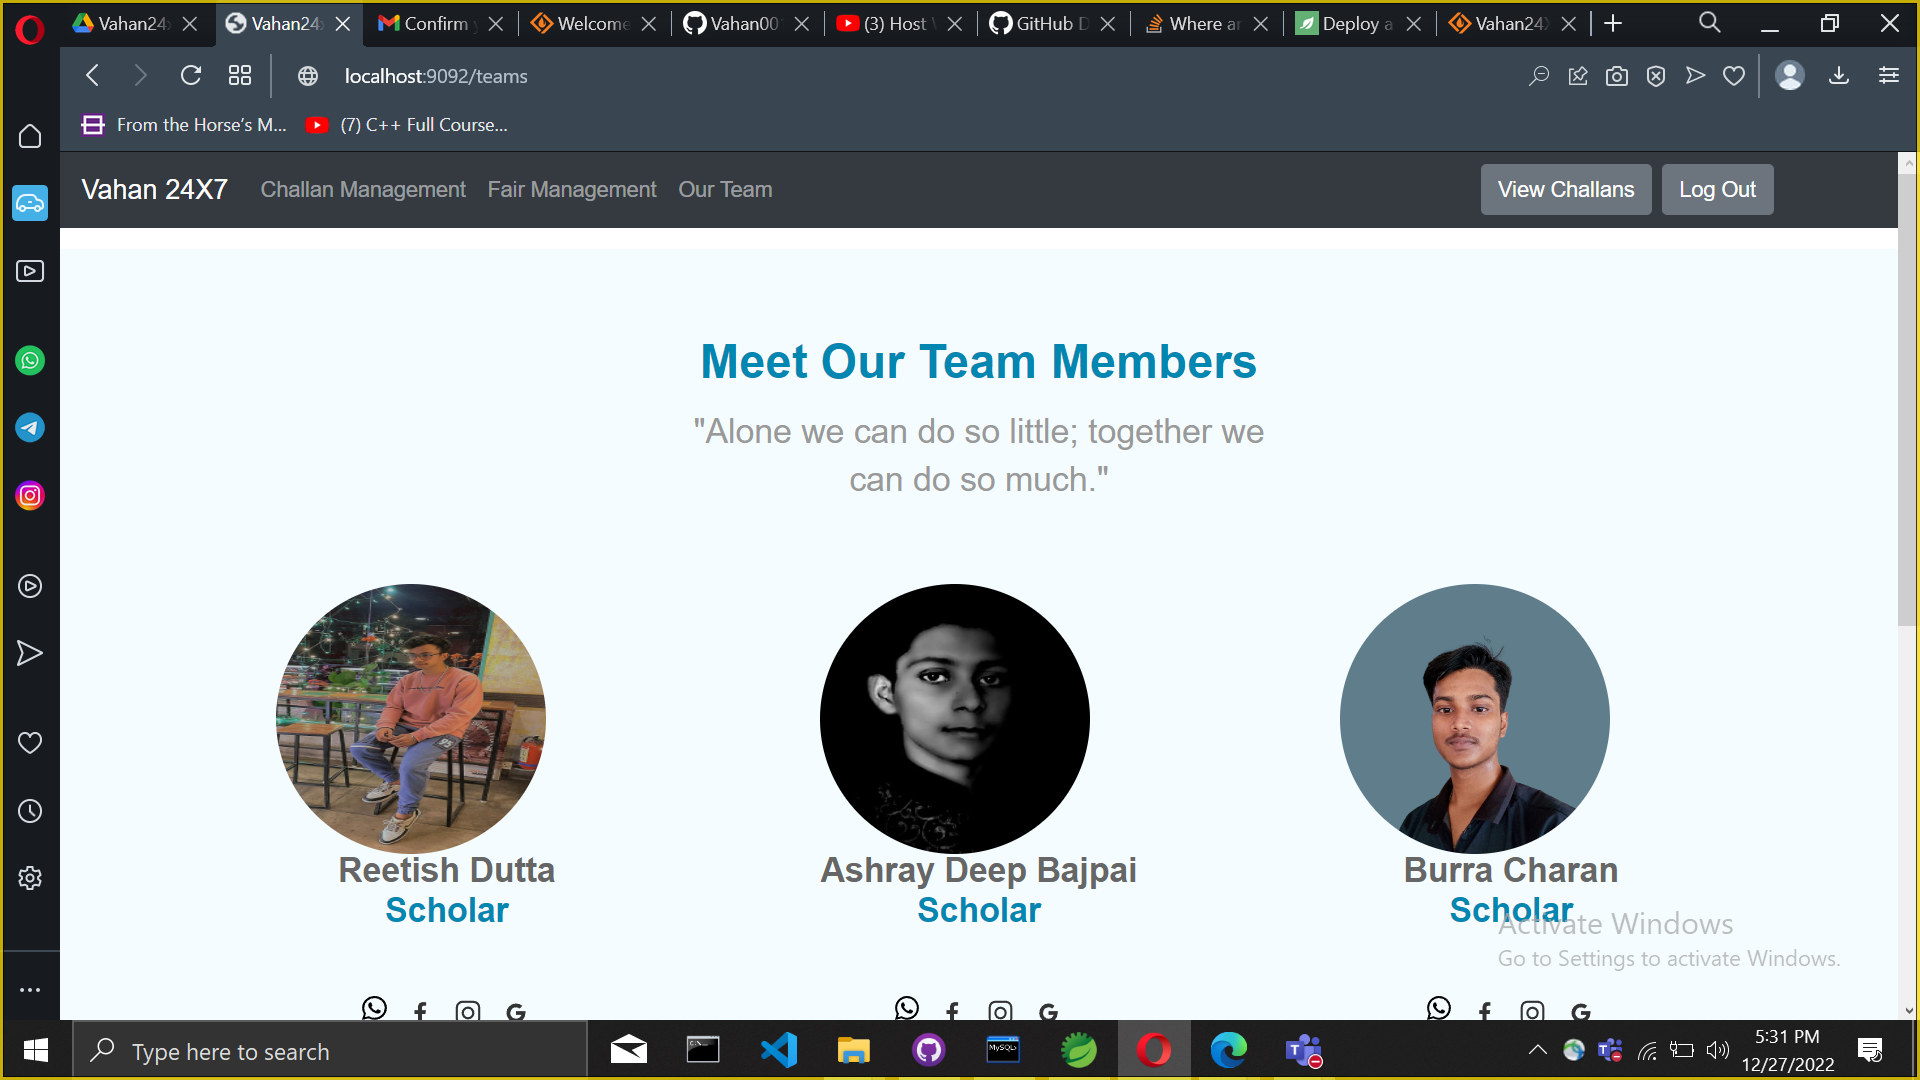 Vahan24
Vahan24
Confirm
Welcome
Vahan00
(3) Host
GitHub D
Where ar
Deploy a
Vahan24
localhost:9092/teams
From the Horse's M...
(7) C++ Full Course...
Vahan 24X7
Challan Management
Fair Management
Our Team
View Challans
Log Out
Meet Our Team Members
"Alone we can do so little; together we
can do so much."
Reetish Dutta
Ashray Deep Bajpai
Burra Charan
Scholar
Scholar
Scholar
Activate Windows
Go to Settings to activate Windows.
Type here to search
MySQL
5:31 PM
12/27/2022